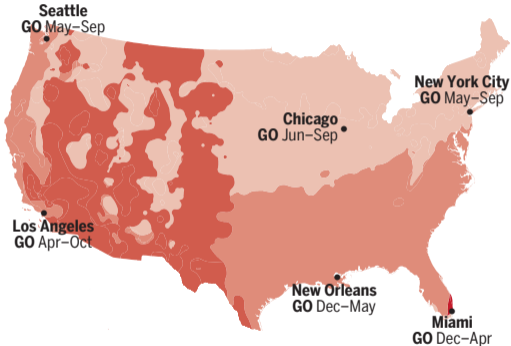 Seattle
GO May–Sep
New York City
GO May–Sep
Chicago
GO Jun–Sep
Los Angeles
GO Apr–Oct
New Orleans
GO Dec–May
Miami
GO Dec–Apr